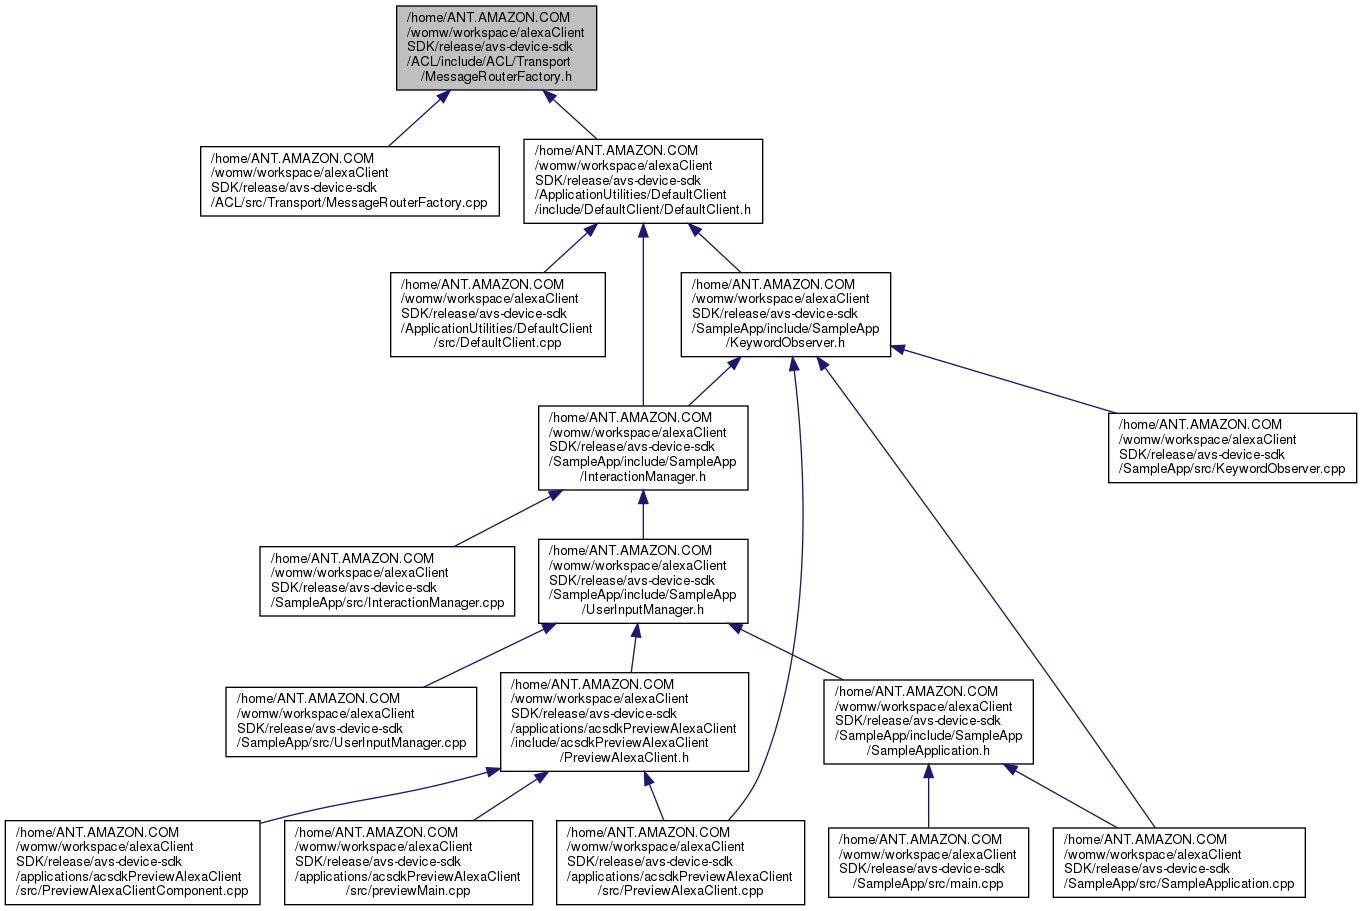 /home/ANT.AMAZON.COM
/womw/workspace/alexaClient
SDK/release/avs-device-sdk
/ACL/include/ACL/Transport
/MessageRouterFactory.h
/home/ANT.AMAZON.COM
/womw/workspace/alexaClient
SDK/release/avs-device-sdk
/ACL/src/Transport/MessageRouterFactory.cpp
/home/ANT.AMAZON.COM
/womw/workspace/alexaClient
SDK/release/avs-device-sdk
/ApplicationUtilities/DefaultClient
/include/DefaultClient/DefaultClient.h
/home/ANT.AMAZON.COM
/womw/workspace/alexaClient
SDK/release/avs-device-sdk
/ApplicationUtilities/DefaultClient
/src/DefaultClient.cpp
/home/ANT.AMAZON.COM
/womw/workspace/alexaClient
SDK/release/avs-device-sdk
/SampleApp/include/SampleApp
/KeywordObserver.h
/home/ANT.AMAZON.COM
/womw/workspace/alexaClient
SDK/release/avs-device-sdk
/SampleApp/include/SampleApp
/InteractionManager.h
/home/ANT.AMAZON.COM
/womw/workspace/alexaClient
SDK/release/avs-device-sdk
/SampleApp/src/KeywordObserver.cpp
/home/ANT.AMAZON.COM
/womw/workspace/alexaClient
SDK/release/avs-device-sdk
/SampleApp/src/InteractionManager.cpp
/home/ANT.AMAZON.COM
/womw/workspace/alexaClient
SDK/release/avs-device-sdk
/SampleApp/include/SampleApp
/UserInputManager.h
/home/ANT.AMAZON.COM
/womw/workspace/alexaClient
SDK/release/avs-device-sdk
/SampleApp/src/UserInputManager.cpp
/home/ANT.AMAZON.COM
/womw/workspace/alexaClient
SDK/release/avs-device-sdk
/applications/acsdkPreviewAlexaClient
/include/acsdkPreviewAlexaClient
/PreviewAlexaClient.h
/home/ANT.AMAZON.COM
/womw/workspace/alexaClient
SDK/release/avs-device-sdk
/SampleApp/include/SampleApp
/SampleApplication.h
/home/ANT.AMAZON.COM
/womw/workspace/alexaClient
SDK/release/avs-device-sdk
/applications/acsdkPreviewAlexaClient
/src/PreviewAlexaClientComponent.cpp
/home/ANT.AMAZON.COM
/womw/workspace/alexaClient
SDK/release/avs-device-sdk
/applications/acsdkPreviewAlexaClient
/src/previewMain.cpp
/home/ANT.AMAZON.COM
/womw/workspace/alexaClient
SDK/release/avs-device-sdk
/applications/acsdkPreviewAlexaClient
/src/PreviewAlexaClient.cpp
/home/ANT.AMAZON.COM
/womw/workspace/alexaClient
SDK/release/avs-device-sdk
/SampleApp/src/main.cpp
/home/ANT.AMAZON.COM
/womw/workspace/alexaClient
SDK/release/avs-device-sdk
/SampleApp/src/SampleApplication.cpp